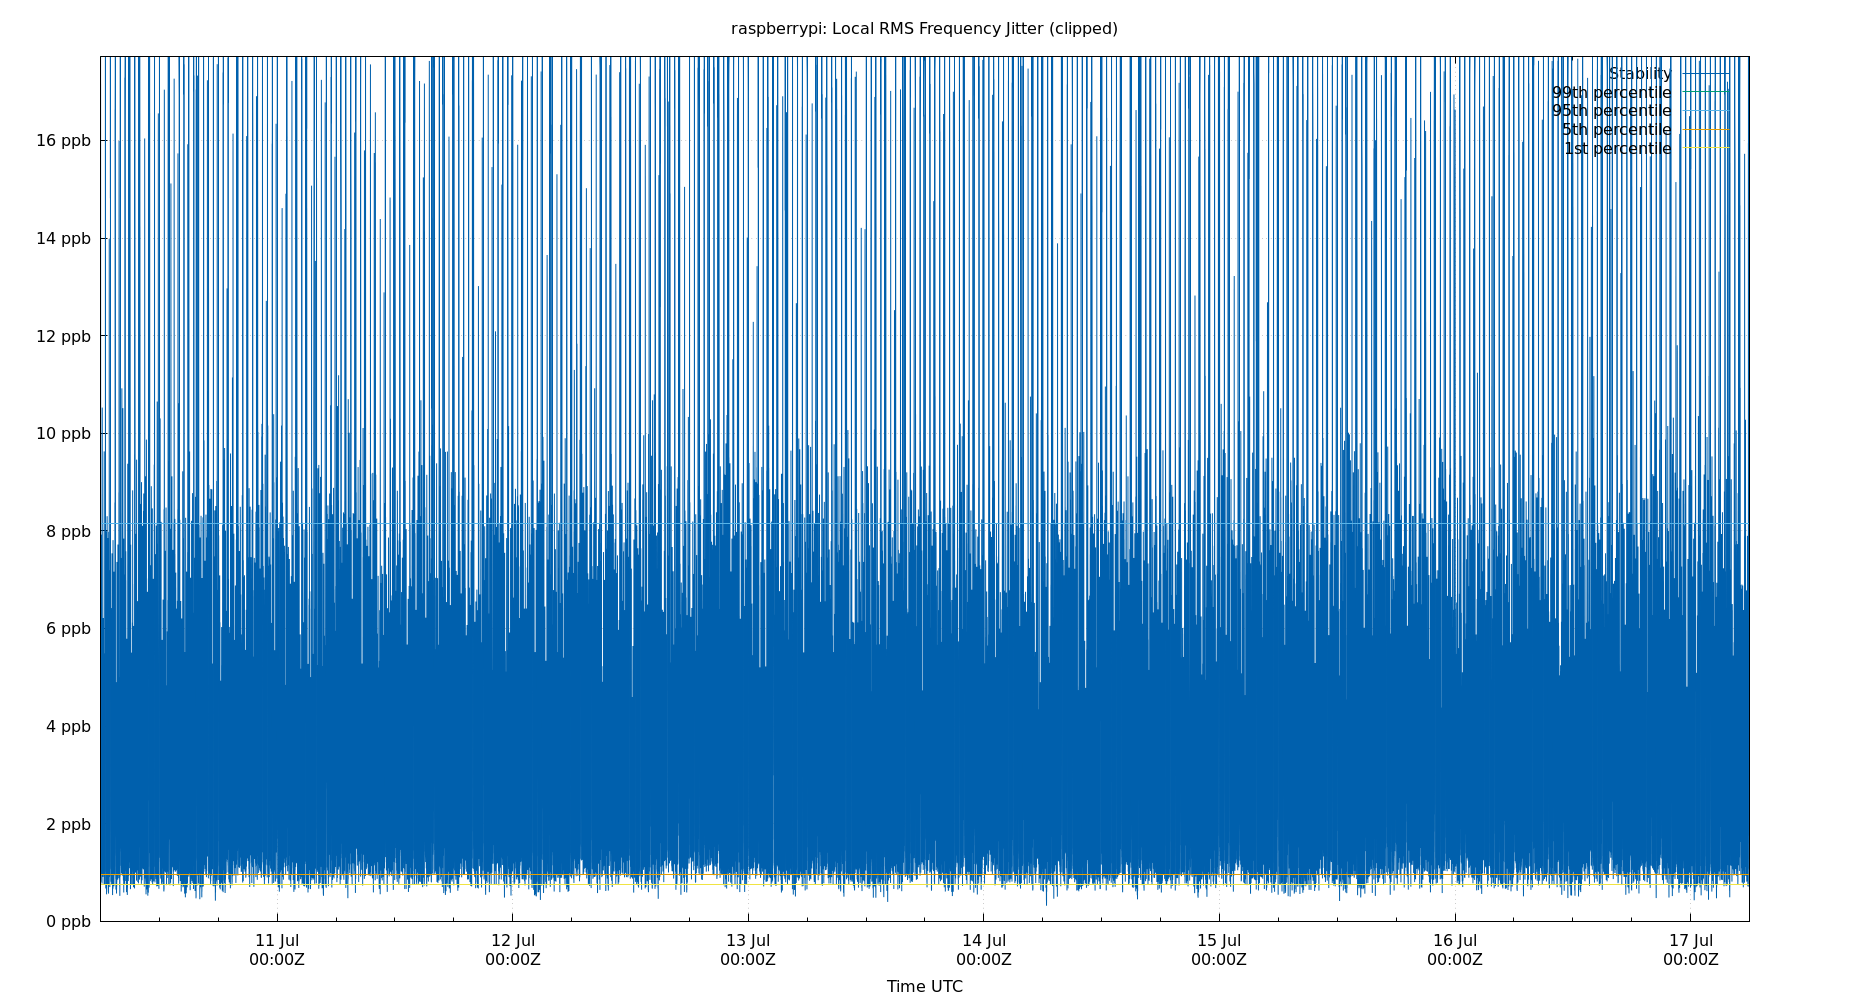 raspberrypi: Local RMS Frequency Jitter (clipped)
Stability
99th percentile
95th percentile
5th percentile
1st percentile
16 ppb
14 ppb
12 ppb
10 ppb
8 ppb
6 ppb
4 ppb
2 ppb
0 ppb
11 Jul 12 Jul 13 Jul 14 Jul 15 Jul 16 Jul 17 Jul
00:00Z 00:00Z 00:00Z 00:00Z 00:00Z 00:00Z 00:00Z
Time UTC